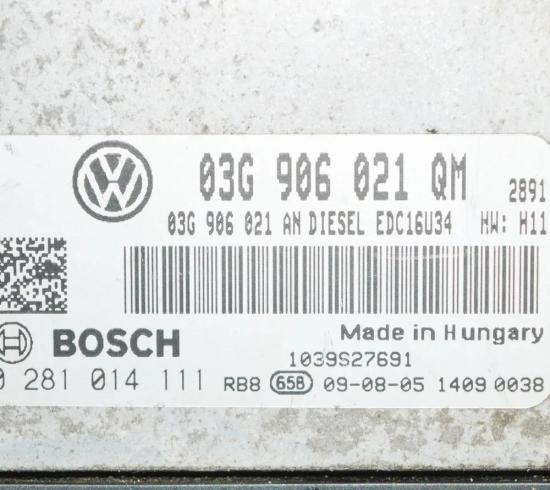 03G 906 021 QM 2891
03G 906 021 AN DIESEL EDC16U34 HW: H11
BOSCH
Made in Hungary
1039S27691
0 281 014 111 RB8 658 09-08-05 1409 0038